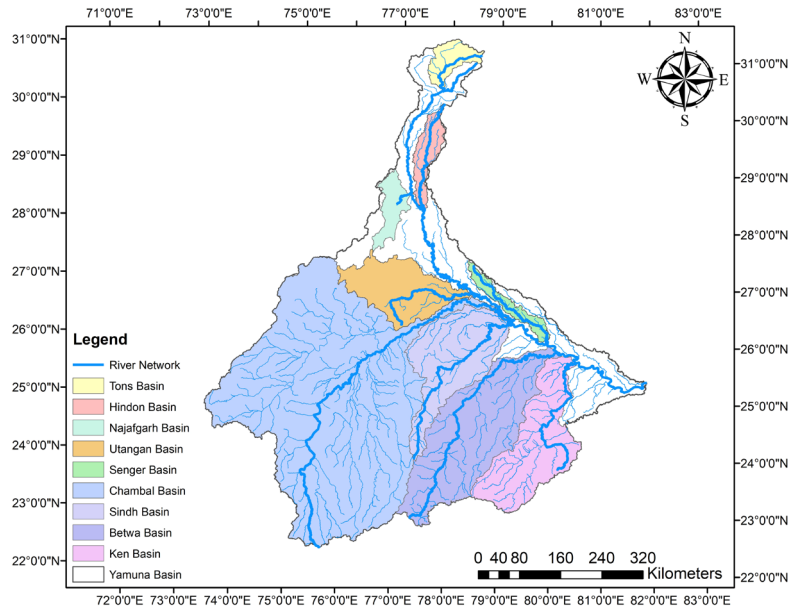 71°0'0"E 75°0'0"E 77°0'0"E 79°0'0"E 81°0'0"E 83°0'0"E
31°0'0"N
30°0'0"N
29°0'0"N
28°0'0"N
27°0'0"N
26°0'0"N
25°0'0"N
24°0'0"N
23°0'0"N
22°0'0"N
N
W E
S
31°0'0"N
30°0'0"N
29°0'0"N
28°0'0"N
27°0'0"N
26°0'0"N
25°0'0"N
24°0'0"N
23°0'0"N
22°0'0"N
Legend
River Network
Tons Basin
Hindon Basin
Najafgarh Basin
Utangan Basin
Senger Basin
Chambal Basin
Sindh Basin
Betwa Basin
Ken Basin
Yamuna Basin
0 40 80 160 240 320
Kilometers
72°0'0"E 73°0'0"E 74°0'0"E 75°0'0"E 76°0'0"E 77°0'0"E 78°0'0"E 79°0'0"E 80°0'0"E 81°0'0"E 82°0'0"E 83°0'0"E